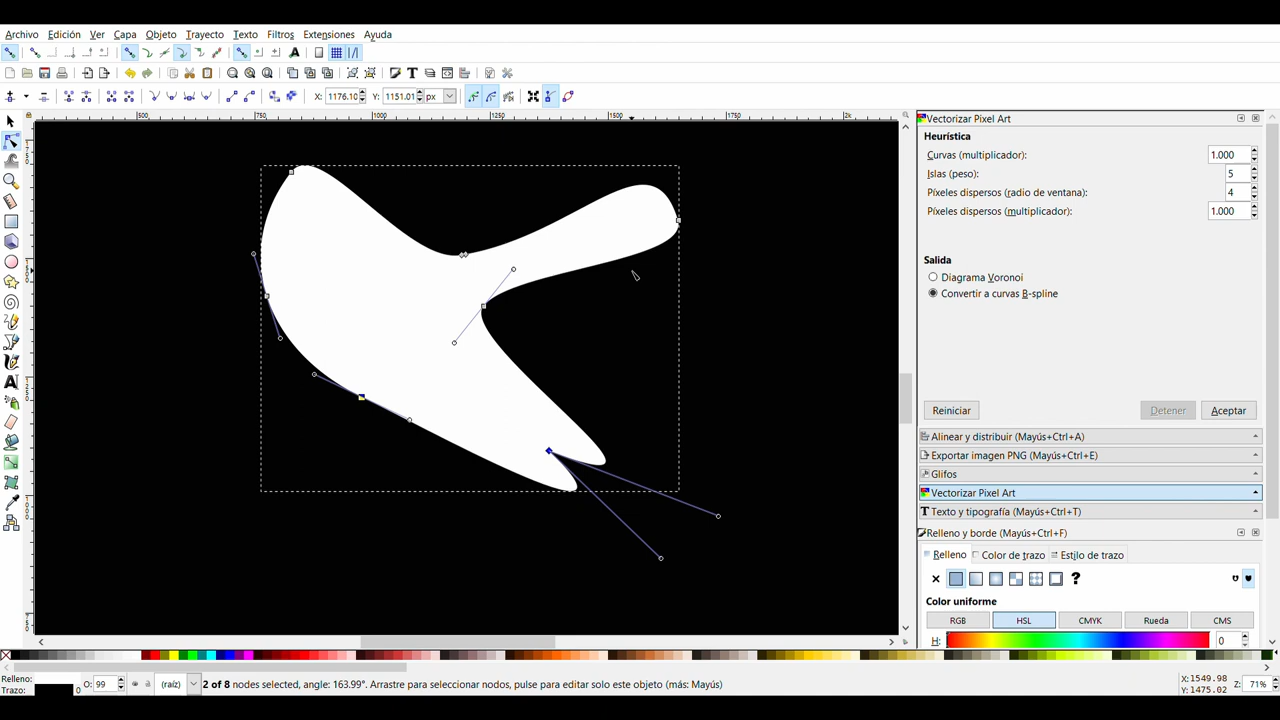 Archivo Edición Ver Capa Objeto Trayecto Texto Filtros Extensiones Ayuda
X: 1176.10 Y: 1151.01 px
Vectorizar Pixel Art
500 750 1000 1250 1500 1750 2k
Heurística
Curvas (multiplicador): 1.000
Islas (peso): 5
Píxeles dispersos (radio de ventana): 4
Píxeles dispersos (multiplicador): 1.000
Salida
Diagrama Voronoi
Convertir a curvas B-spline
Reiniciar Detener Aceptar
Alinear y distribuir (Mayús+Ctrl+A)
Exportar imagen PNG (Mayús+Ctrl+E)
Glifos
Vectorizar Pixel Art
Texto y tipografía (Mayús+Ctrl+T)
Relleno y borde (Mayús+Ctrl+F)
Relleno Color de trazo Estilo de trazo
Color uniforme
RGB HSL CMYK Rueda CMS
H: 0
Relleno:
Trazo: 0 O: 99 (raíz) 2 of 8 nodes selected, angle: 163.99°. Arrastre para seleccionar nodos, pulse para editar solo este objeto (más: Mayús)
X:1549.98
Y:1475.02
Z: 71%